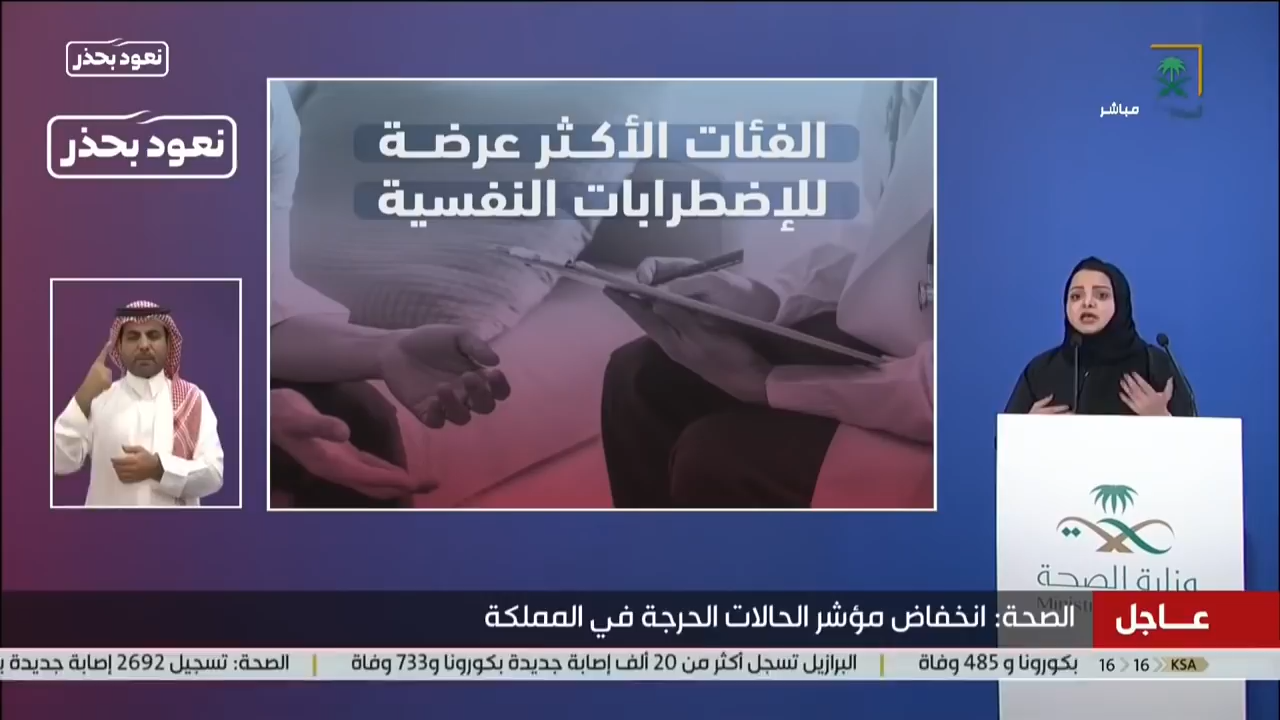 نعود بحذر
مباشر
نعود بحذر
الفئات الأكثر عرضة
للإضطرابات النفسية
وزارة الصحة
عاجل
الصحة: انخفاض مؤشر الحالات الحرجة في المملكة
KSA 16 16
بكورونا و 485 وفاة
البرازيل تسجل أكثر من 20 ألف إصابة جديدة بكورونا و733 وفاة
الصحة: تسجيل 2692 إصابة جديدة